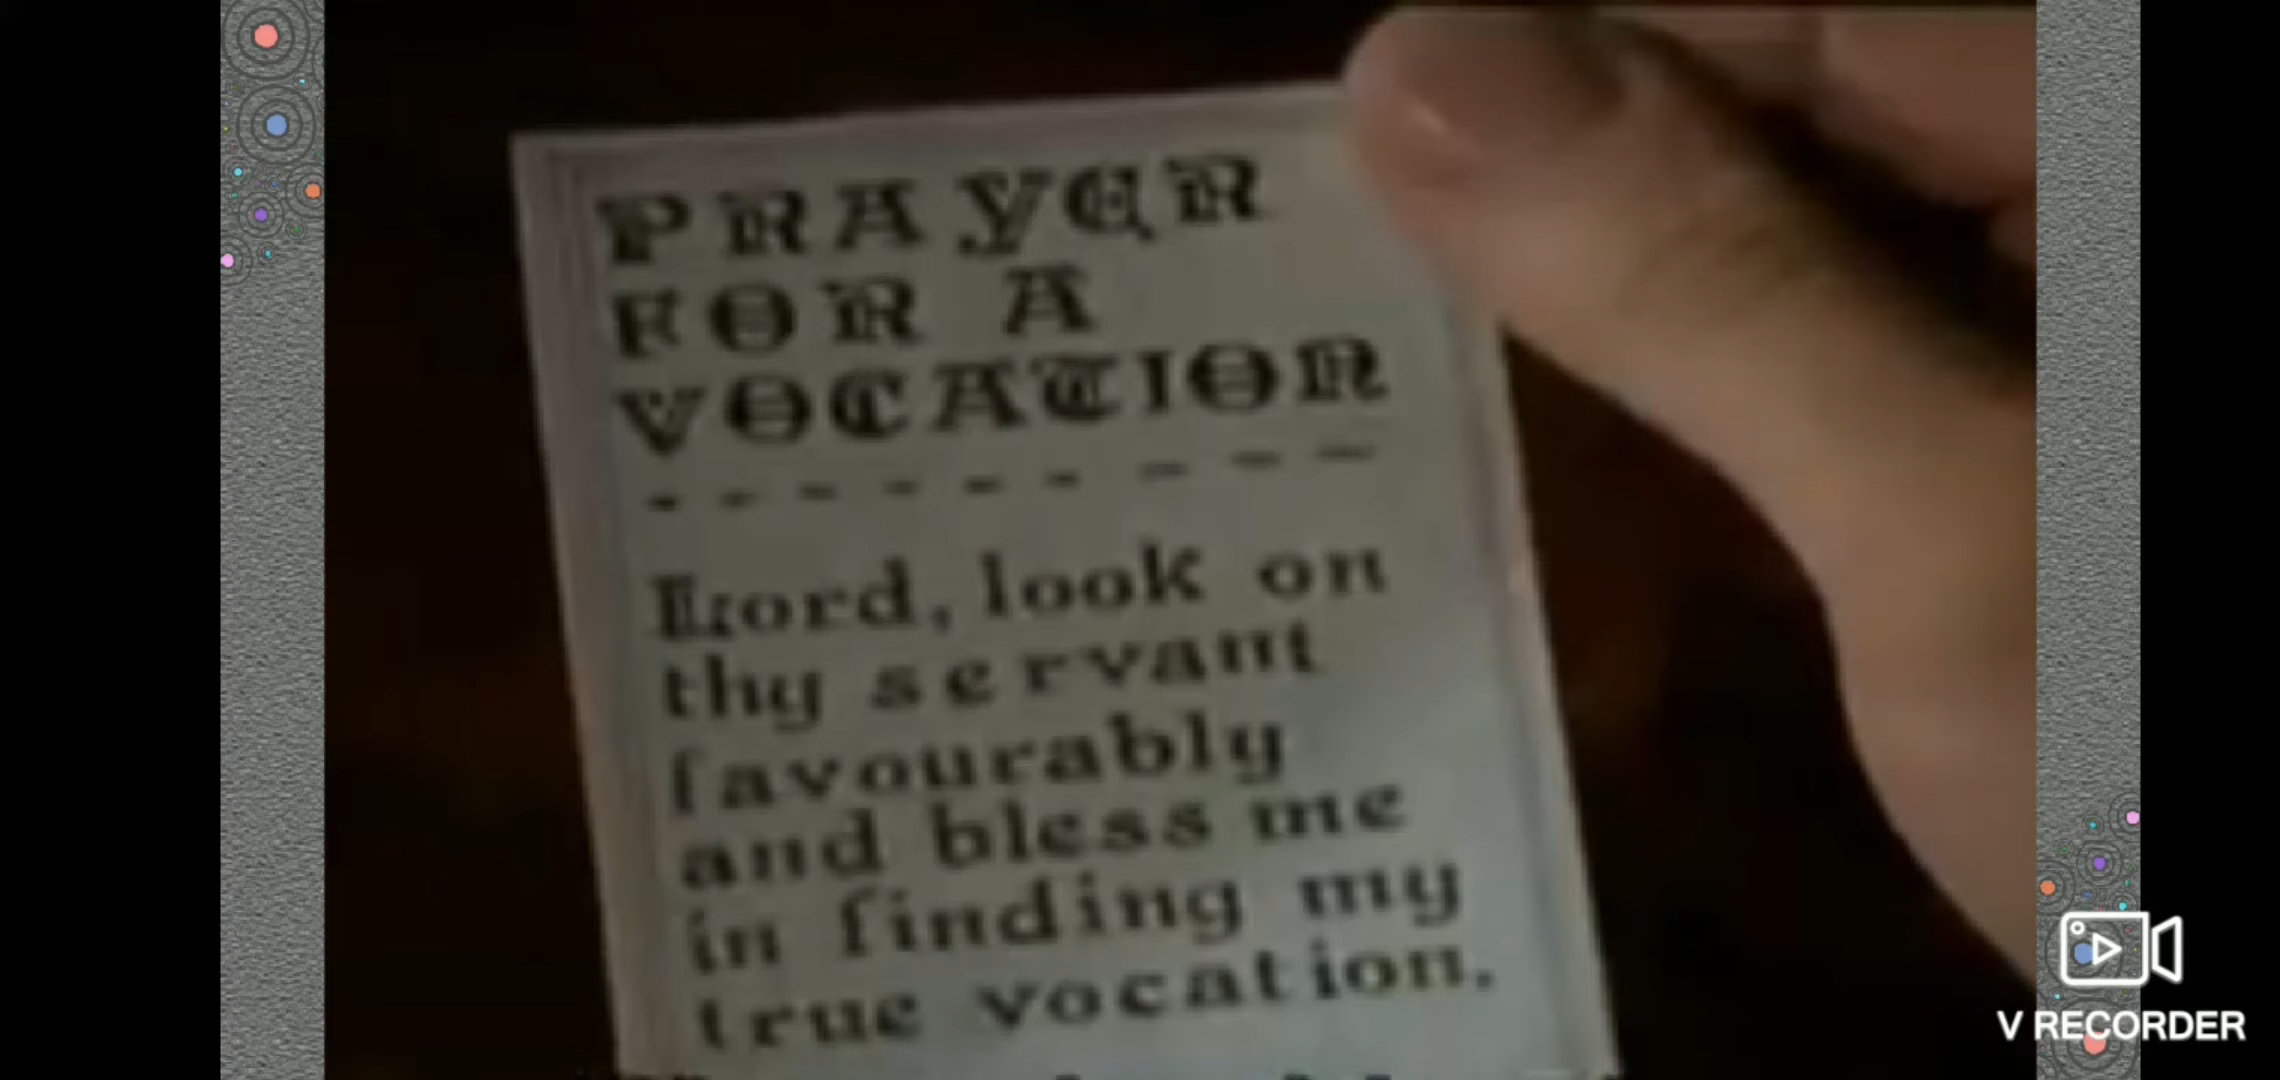 PRAYER
FOR A
VOCATION
- - - - - - - - -
Lord, look on
thy servant
favourably
and bless me
in finding my
true vocation.
V RECORDER